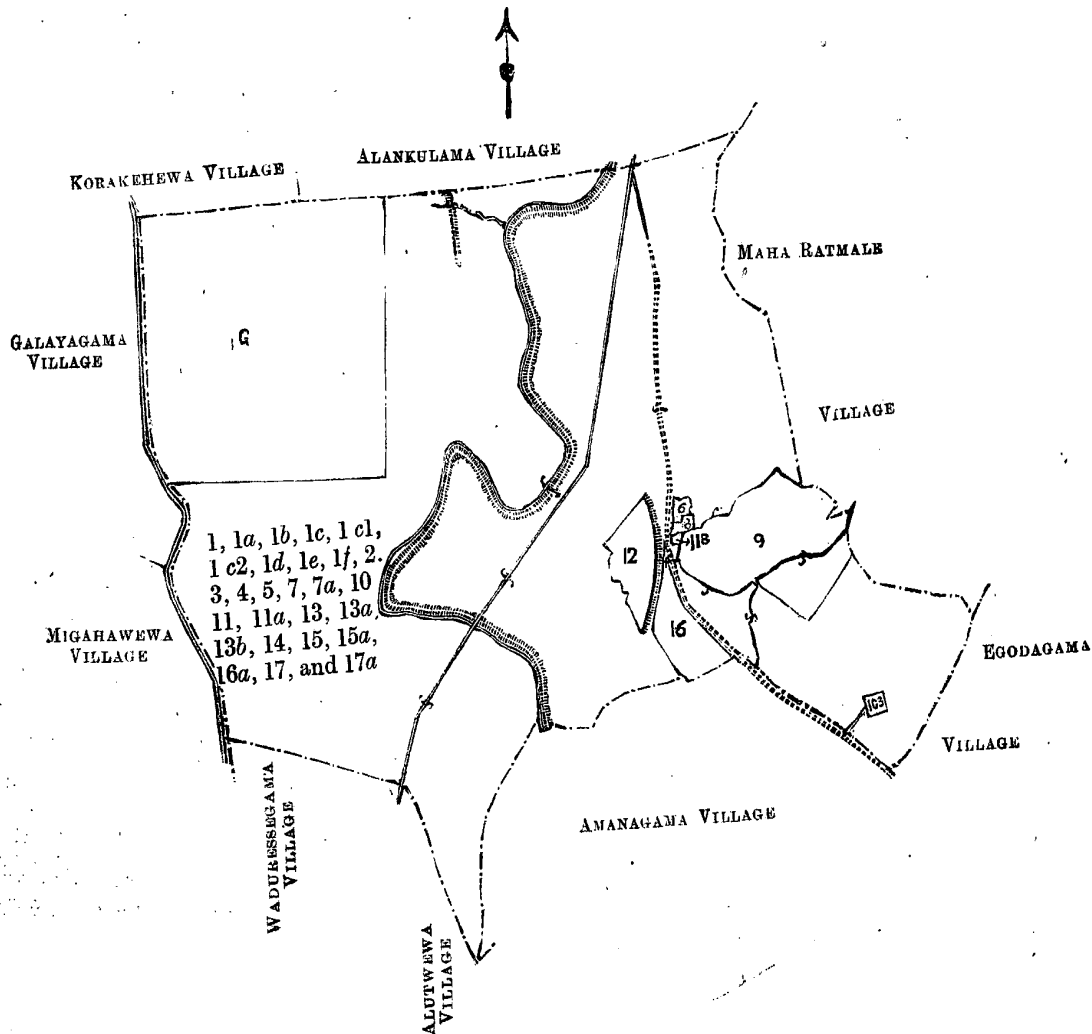 ALANKULAMA VILLAGE
KORAKEHEWA VILLAGE
MAHA RATMALE
GALAYAGAMA
VILLAGE
G
VILLAGE
6
12
11B
9
1, 1a, 1b, 1c, 1 c1,
1 c2, 1d, 1e, 1f, 2.
3, 4, 5, 7, 7a, 10
11, 11a, 13, 13a,
13b, 14, 15, 15a,
16a, 17, and 17a
16
MIGAHAWEWA
VILLAGE
EGODAGAMA
VILLAGE
WADURESSEGAMA
VILLAGE
AMANAGAMA VILLAGE
ALUTWEWA
VILLAGE